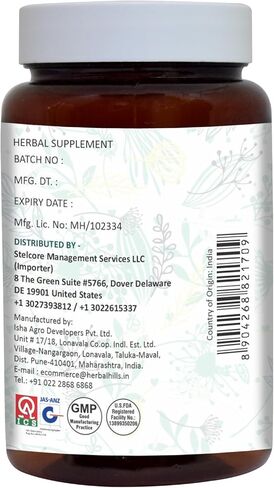 HERBAL SUPPLEMENT
BATCH NO :
MFG. DT. :
EXPIRY DATE :
Mfg. Lic. No: MH/102334
DISTRIBUTED BY -
Stelcore Management Services LLC
(Importer)
8 The Green Suite #5766, Dover Delaware
DE 19901 United States
+1 3027393812 / +1 3022615337
Manufactured by:
Isha Agro Developers Pvt. Ltd.
Unit # 17/18, Lonavala Co.op. Indl. Est. Ltd.
Village-Nangargaon, Lonavala, Taluka-Maval,
Dist. Pune-410401, Maharashtra, India.
E-mail : ecommerce@herbalhills.in
Tel.: +91 022 2868 6868
Country of Origin: India
8 904268 821709
ICS
JAS-ANZ
GMP
Good
Manufacturing
Practice
U.S.FDA
Registered
Facility No.:
13899350206